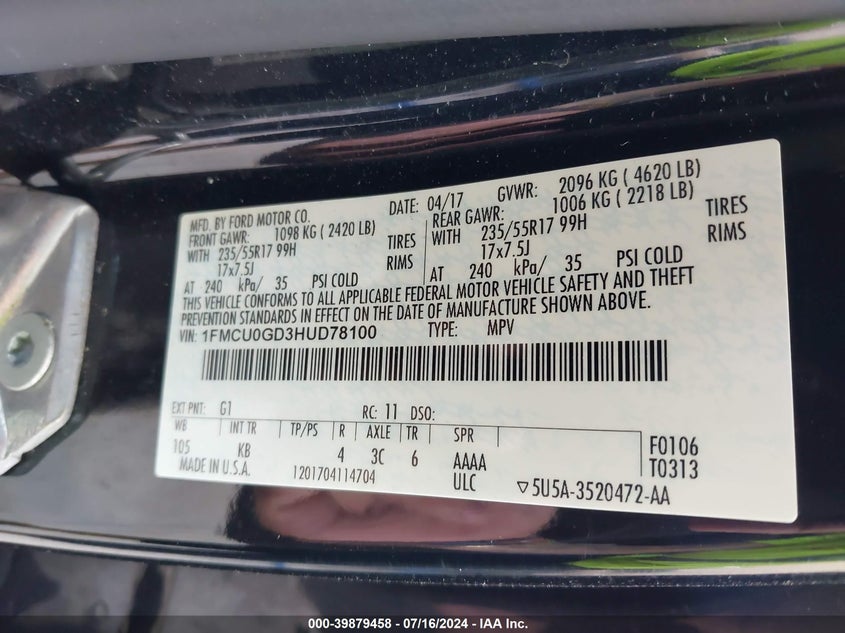 MFD. BY FORD MOTOR CO.
DATE: 04/17 GVWR: 2096 KG ( 4620 LB)
FRONT GAWR: 1098 KG ( 2420 LB)
WITH 235/55R17 99H TIRES
17x7.5J RIMS
AT 240 kPa/ 35 PSI COLD
REAR GAWR: 1006 KG ( 2218 LB)
WITH 235/55R17 99H TIRES
17x7.5J RIMS
AT 240 kPa/ 35 PSI COLD
THIS VEHICLE CONFORMS TO ALL APPLICABLE FEDERAL MOTOR VEHICLE SAFETY AND THEFT
PREVENTION STANDARDS IN EFFECT ON THE DATE OF MANUFACTURE SHOWN ABOVE.
VIN: 1FMCU0GD3HUD78100 TYPE: MPV
EXT PNT: G1 RC: 11 DSO:
WB INT TR TP/PS R AXLE TR SPR
105 KB 4 3C 6 AAAA
F0106
T0313
MADE IN U.S.A. 1201704114704 ULC ▽5U5A-3520472-AA
000-39879458 - 07/16/2024 - IAA Inc.